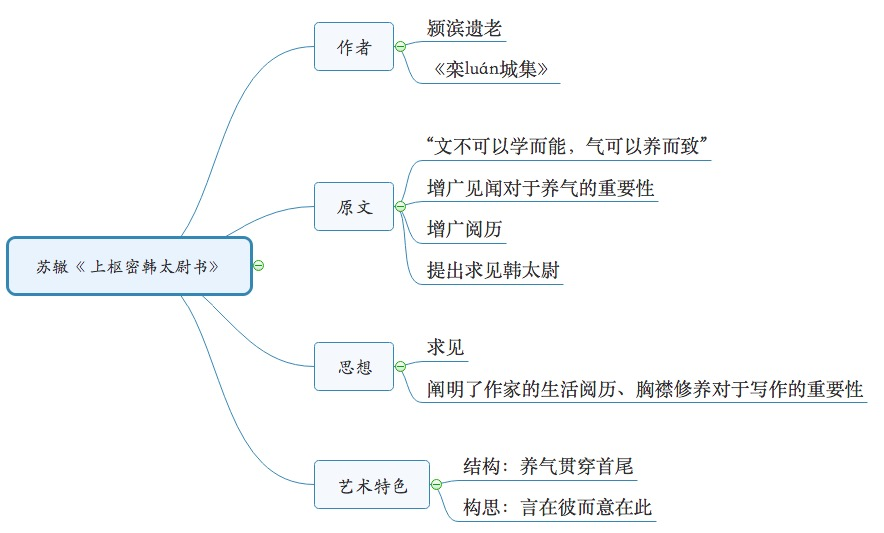 苏辙《上枢密韩太尉书》
作者
颍滨遗老
《栾luán城集》
原文
“文不可以学而能，气可以养而致”
增广见闻对于养气的重要性
增广阅历
提出求见韩太尉
思想
求见
阐明了作家的生活阅历、胸襟修养对于写作的重要性
艺术特色
结构：养气贯穿首尾
构思：言在彼而意在此